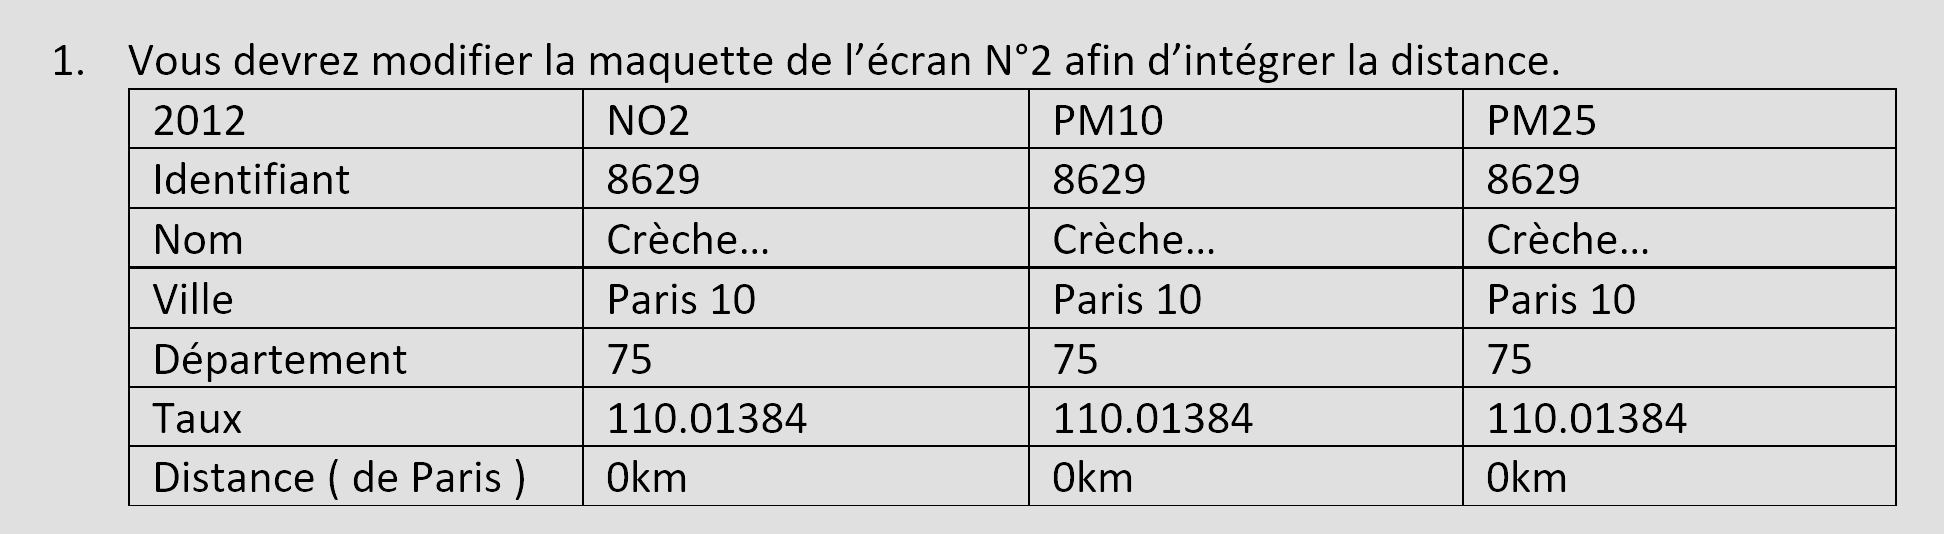 1. Vous devrez modifier la maquette de l’écran N°2 afin d’intégrer la distance.
2012 NO2 PM10 PM25
Identifiant 8629 8629 8629
Nom Crèche... Crèche... Crèche...
Ville Paris 10 Paris 10 Paris 10
Département 75 75 75
Taux 110.01384 110.01384 110.01384
Distance ( de Paris ) 0km 0km 0km